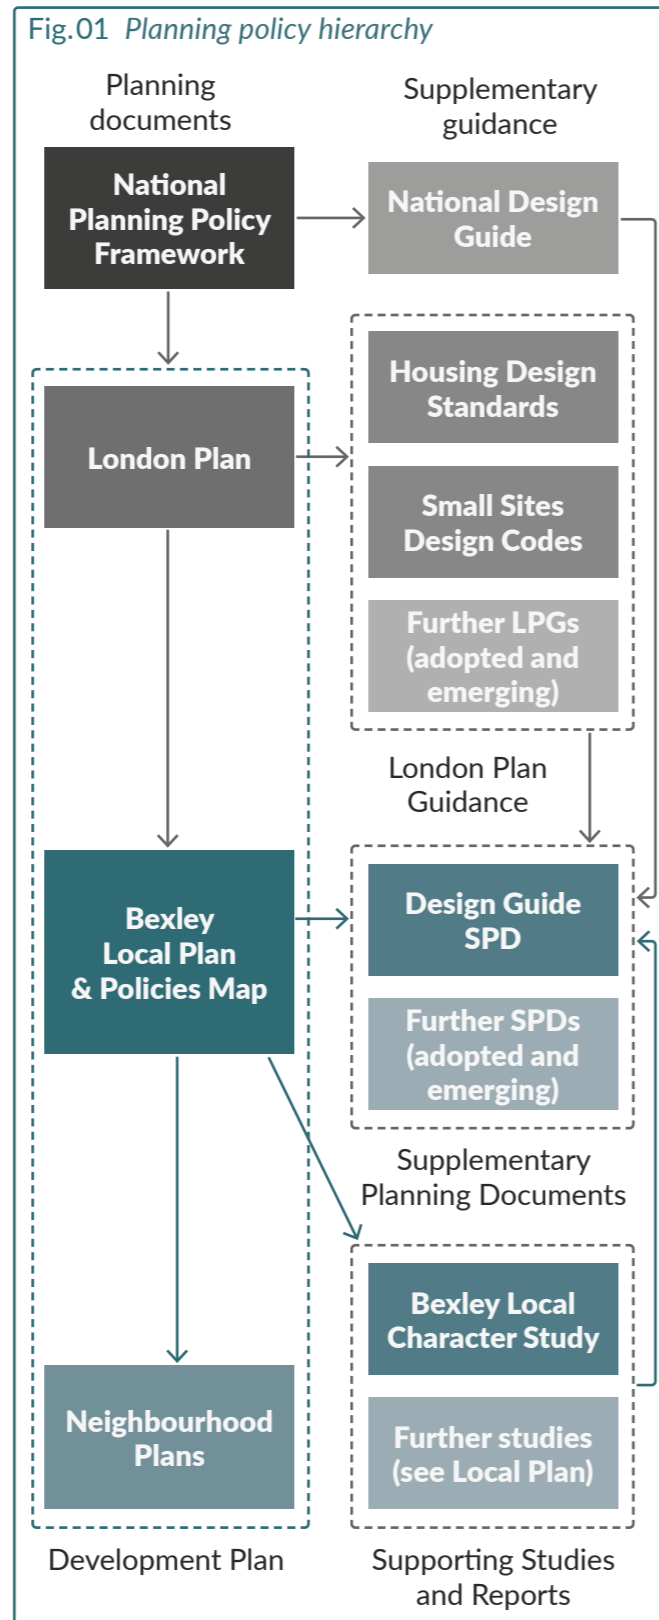 Fig.01 Planning policy hierarchy
Planning
documents
Supplementary
guidance
National
Planning Policy
Framework
National Design
Guide
London Plan
Housing Design
Standards
Small Sites
Design Codes
Further LPGs
(adopted and
emerging)
London Plan
Guidance
Bexley
Local Plan
& Policies Map
Design Guide
SPD
Further SPDs
(adopted and
emerging)
Supplementary
Planning Documents
Bexley Local
Character Study
Neighbourhood
Plans
Further studies
(see Local Plan)
Development Plan
Supporting Studies
and Reports